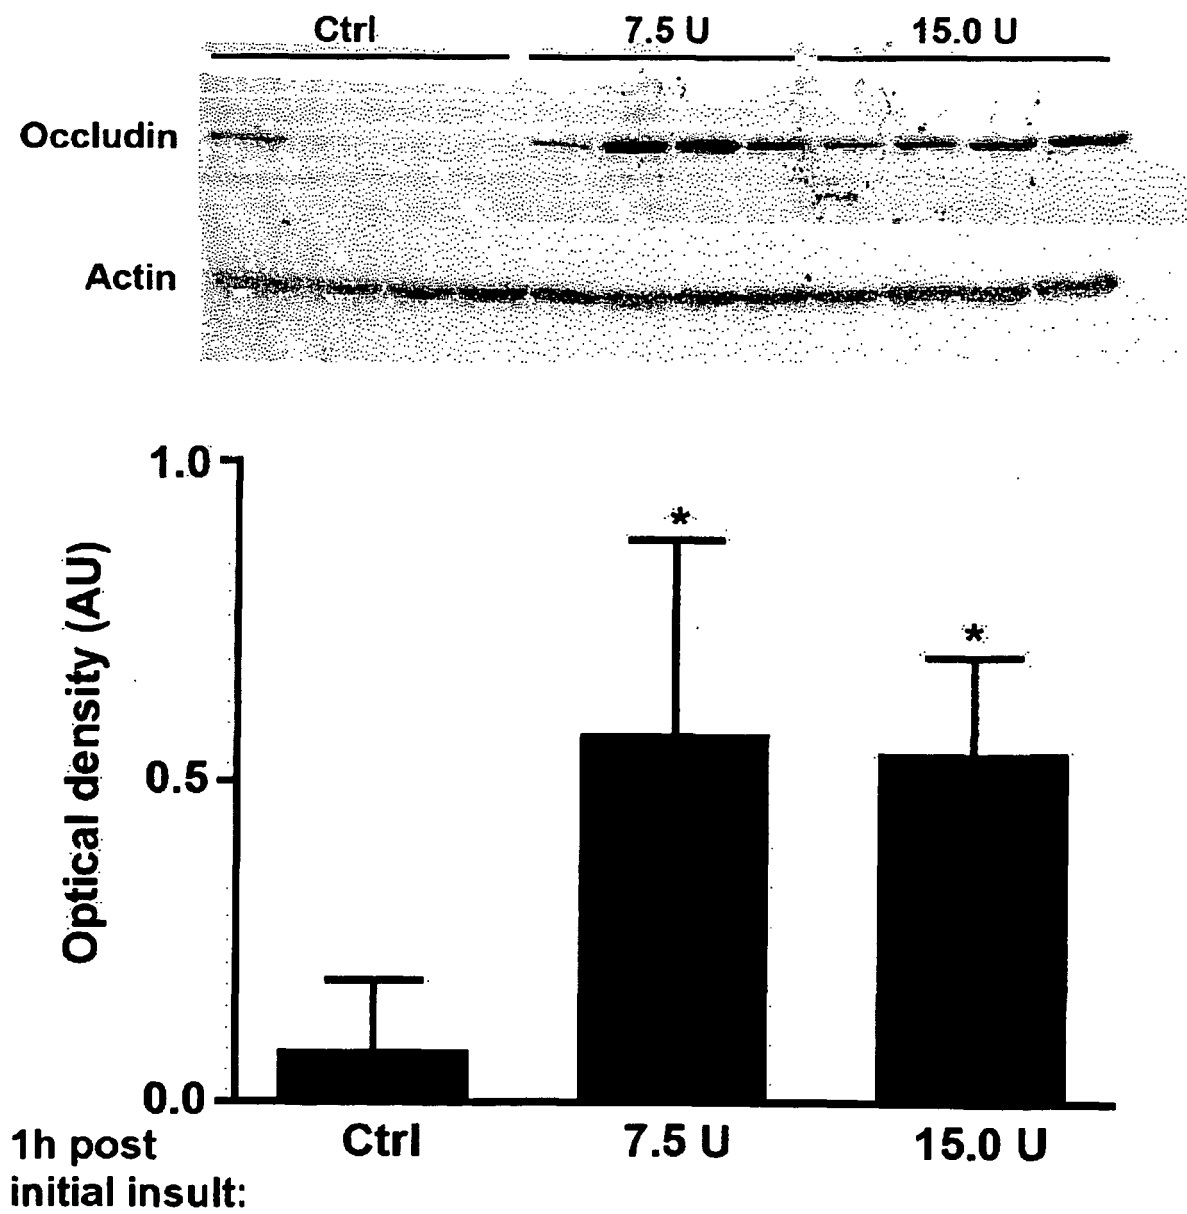 Ctrl 7.5 U 15.0 U
Occludin
Actin
1.0
*
*
0.5
Optical density (AU)
0.0
Ctrl 7.5 U 15.0 U
1h post
initial insult: